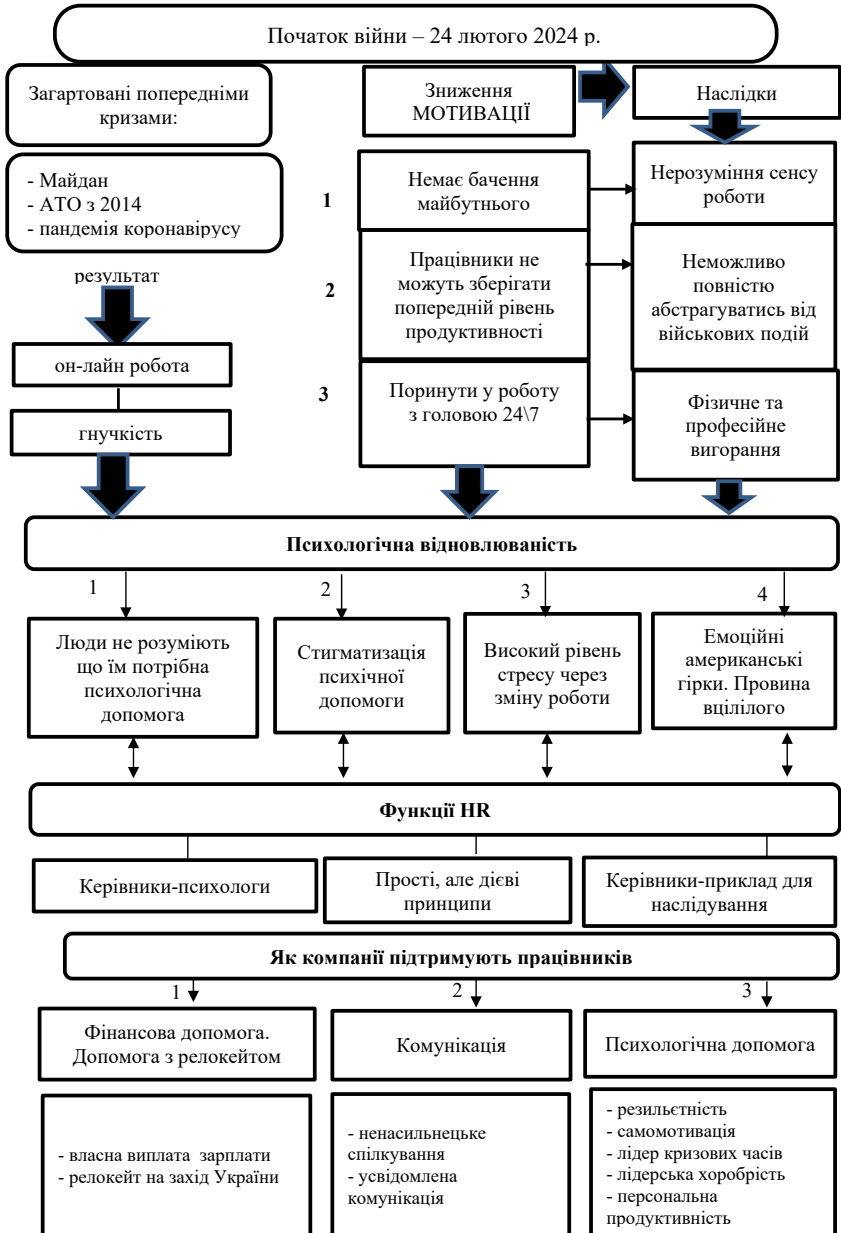 Початок війни – 24 лютого 2024 р.
Загартовані попередніми
кризами:
Зниження
МОТИВАЦІЇ
Наслідки
- Майдан
- АТО з 2014
- пандемія коронавірусу
результат
он-лайн робота
гнучкість
1
Немає бачення
майбутнього
Нерозуміння сенсу
роботи
2
Працівники не
можуть зберігати
попередній рівень
продуктивності
Неможливо
повністю
абстрагуватись від
військових подій
3
Поринути у роботу
з головою 24\7
Фізичне та
професійне
вигорання
Психологічна відновлюваність
1
2
3
4
Люди не розуміють
що їм потрібна
психологічна
допомога
Стигматизація
психічної
допомоги
Високий рівень
стресу через
зміну роботи
Емоційні
американські
гірки. Провина
вцілілого
Функції HR
Керівники-психологи
Прості, але дієві
принципи
Керівники-приклад для
наслідування
Як компанії підтримують працівників
1
2
3
Фінансова допомога.
Допомога з релокейтом
Комунікація
Психологічна допомога
- власна виплата зарплати
- релокейт на захід України
- ненасильнецьке
спілкування
- усвідомлена
комунікація
- резильєтність
- самомотивація
- лідер кризових часів
- лідерська хоробрість
- персональна
продуктивність